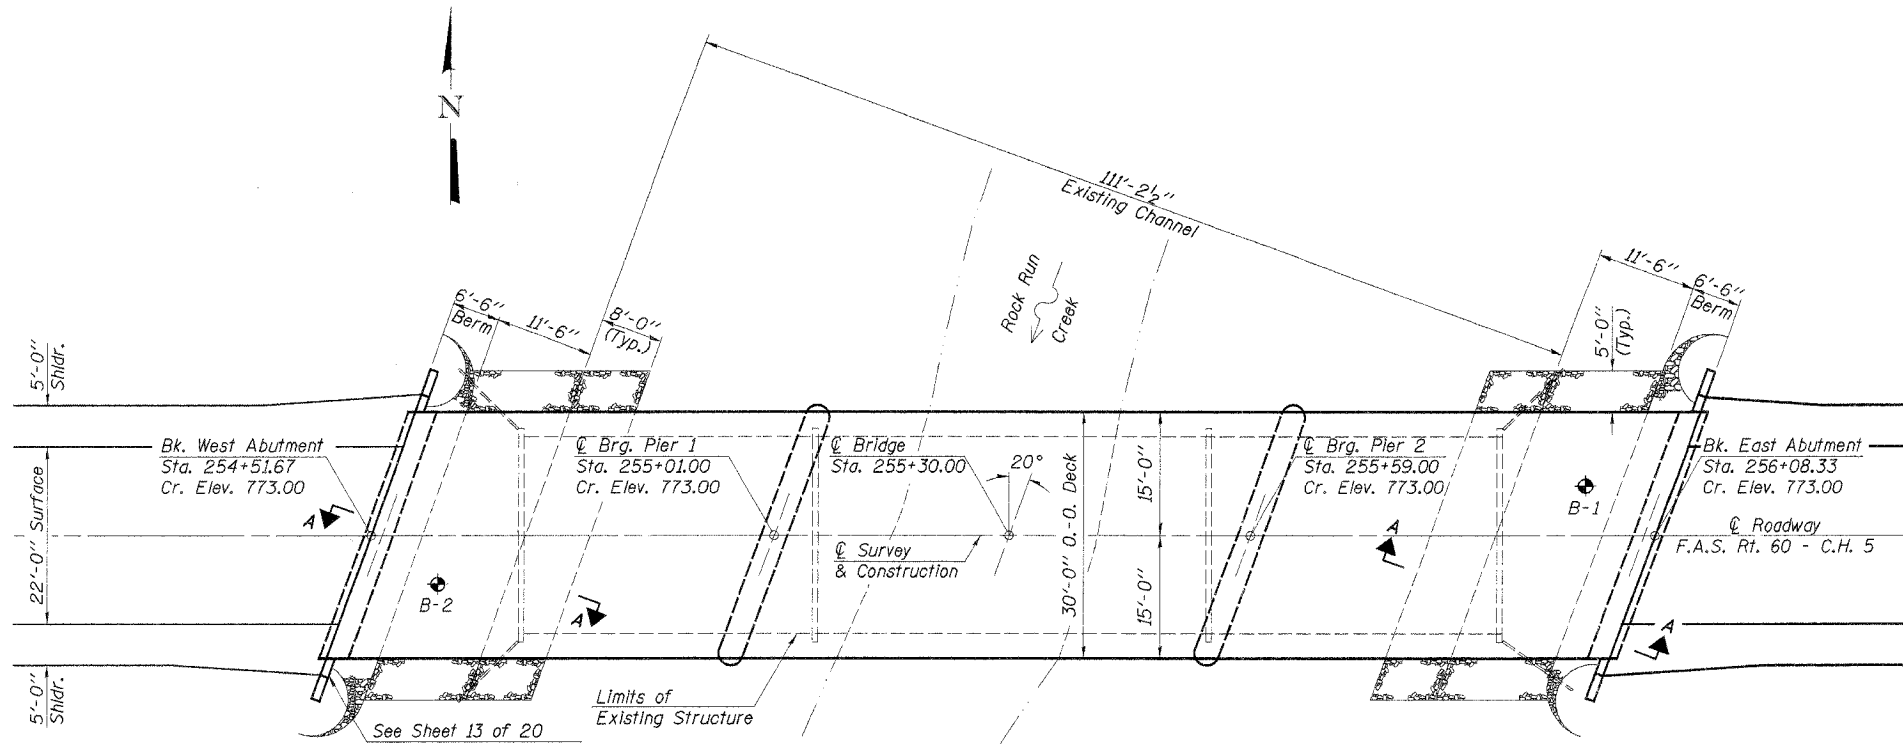 N
111'-2½"
Existing Channel
Rock Run
Creek
6'-6"
Berm
11'-6"
8'-0"
(Typ.)
11'-6"
6'-6"
Berm
5'-0"
(Typ.)
5'-0"
Shldr.
22'-0" Surface
5'-0"
Shldr.
Bk. West Abutment
Sta. 254+51.67
Cr. Elev. 773.00
℄ Brg. Pier 1
Sta. 255+01.00
Cr. Elev. 773.00
℄ Bridge
Sta. 255+30.00
20°
30'-0" O.-O. Deck
15'-0"
15'-0"
℄ Brg. Pier 2
Sta. 255+59.00
Cr. Elev. 773.00
Bk. East Abutment
Sta. 256+08.33
Cr. Elev. 773.00
B-1
℄ Roadway
F.A.S. Rt. 60 - C.H. 5
A
A
℄ Survey
& Construction
B-2
A
A
Limits of
Existing Structure
See Sheet 13 of 20